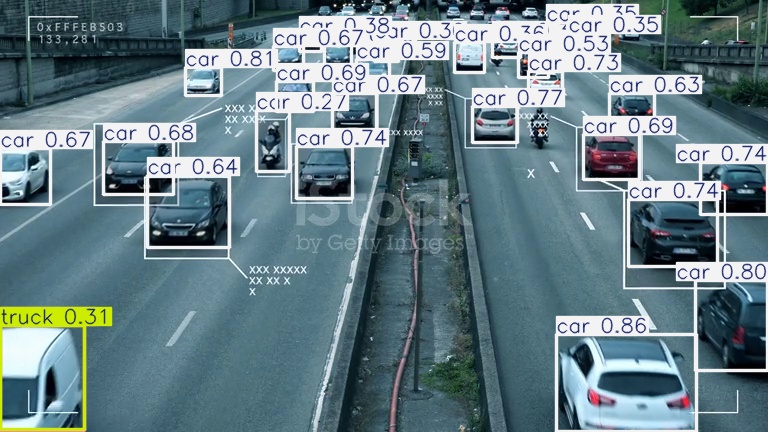 0xFFFEB503
133,281
car 0.38
car 0.35
car 0.35
car 0.67
car 0.59
car 0.53
car 0.81
car 0.73
car 0.69
car 0.67
car 0.63
car 0.27
car 0.77
car 0.67
car 0.68
car 0.74
car 0.69
car 0.74
car 0.64
car 0.74
iStock
by Getty Images
car 0.80
truck 0.31
car 0.86
xxx xxxxx
xx xx x
x